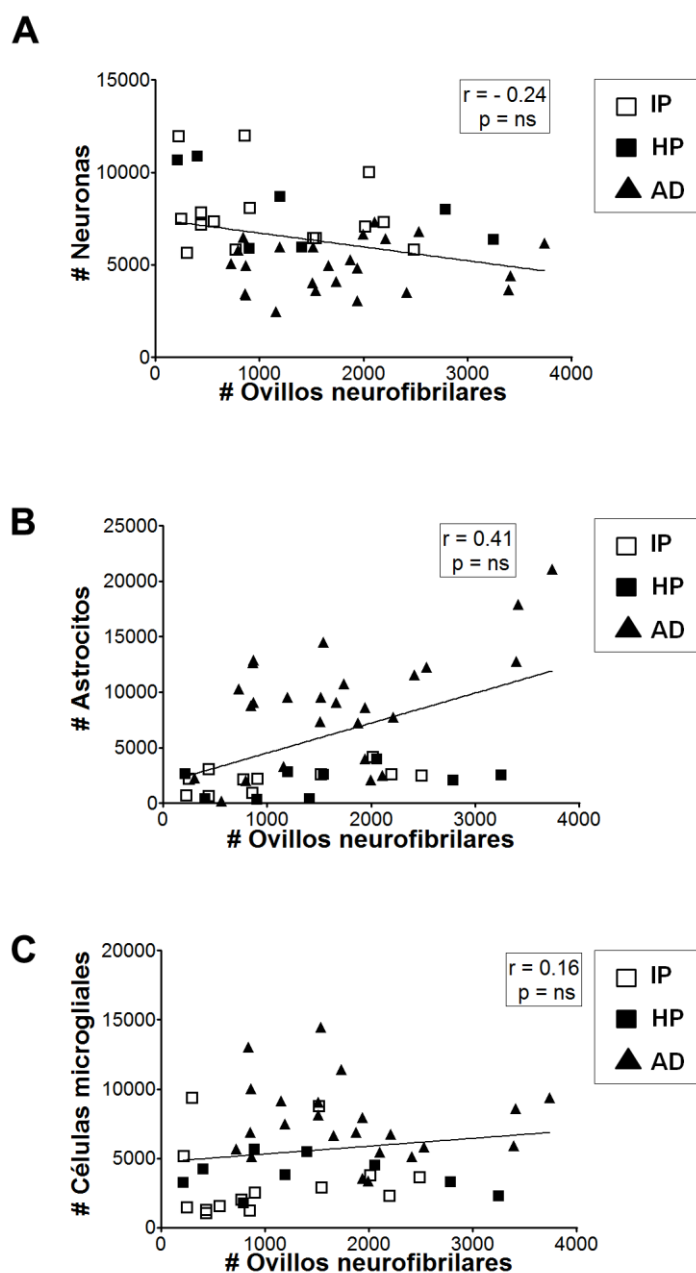 A
15000
10000
5000
0
# Neuronas
r = - 0.24
p = ns
IP
HP
AD
0 1000 2000 3000 4000
# Ovillos neurofibrilares
B
25000
20000
15000
10000
5000
0
# Astrocitos
r = 0.41
p = ns
IP
HP
AD
0 1000 2000 3000 4000
# Ovillos neurofibrilares
C
20000
15000
10000
5000
0
# Células microgliales
r = 0.16
p = ns
IP
HP
AD
0 1000 2000 3000 4000
# Ovillos neurofibrilares